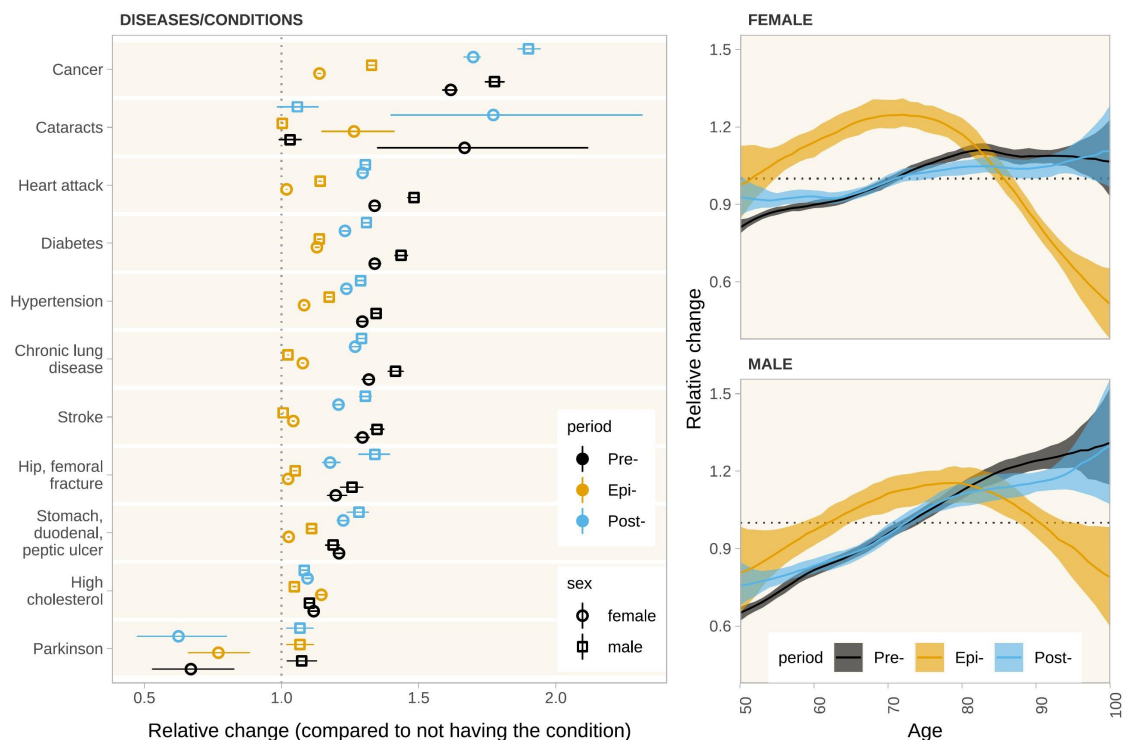 DISEASES/CONDITIONS
Cancer
Cataracts
Heart attack
Diabetes
Hypertension
Chronic lung
disease
Stroke
Hip, femoral
fracture
Stomach,
duodenal,
peptic ulcer
High
cholesterol
Parkinson
period
Pre-
Epi-
Post-
sex
female
male
0.5
1.0
1.5
2.0
Relative change (compared to not having the condition)
FEMALE
1.5
1.2
0.9
0.6
Relative change
MALE
1.5
1.2
0.9
0.6
period
Pre-
Epi-
Post-
50
60
70
80
90
100
Age